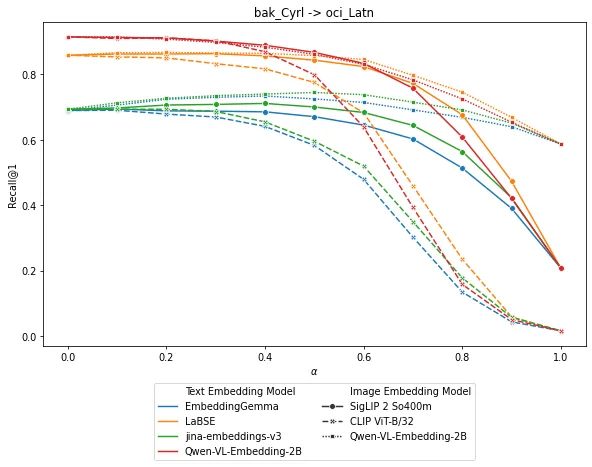 bak_Cyrl -> oci_Latn
Recall@1
0.8
0.6
0.4
0.2
0.0
0.0 0.2 0.4 0.6 0.8 1.0
α
Text Embedding Model Image Embedding Model
EmbeddingGemma SigLIP 2 So400m
LaBSE CLIP ViT-B/32
jina-embeddings-v3 Qwen-VL-Embedding-2B
Qwen-VL-Embedding-2B